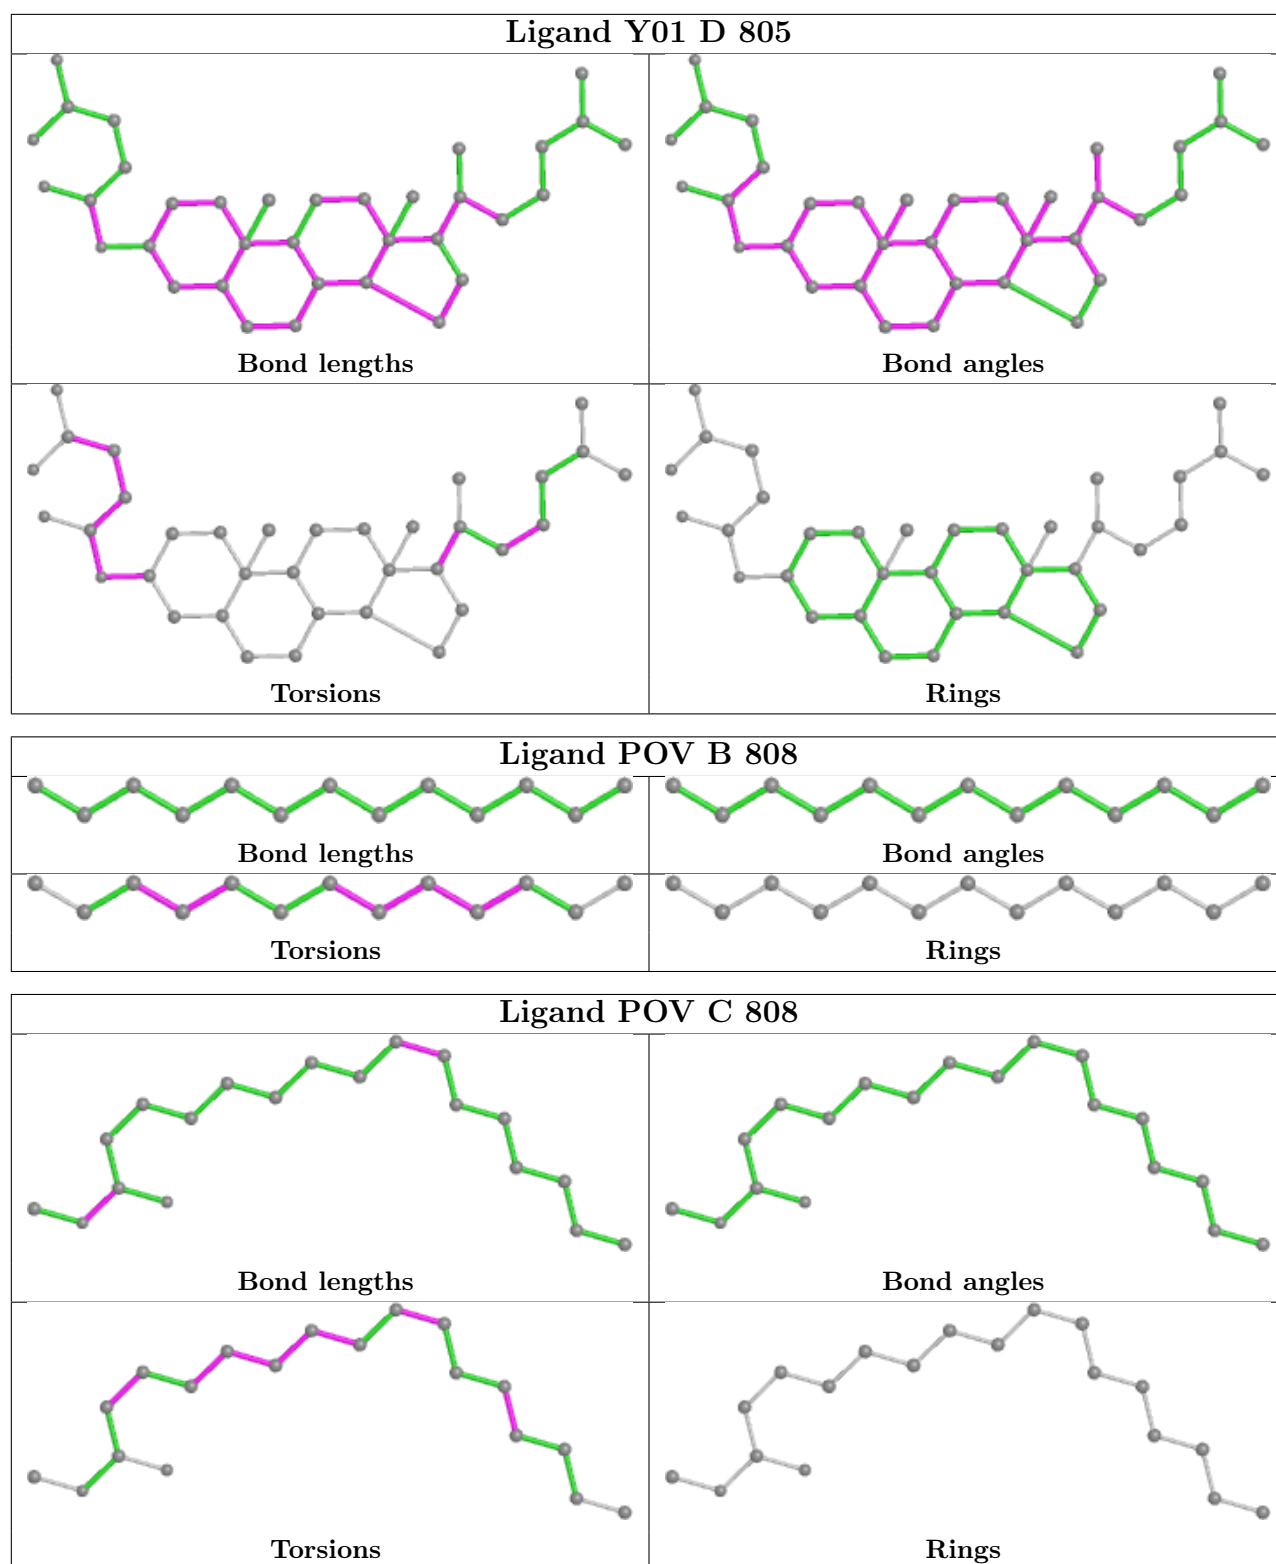 Ligand Y01 D 805
Bond lengths
Bond angles
Torsions
Rings
Ligand POV B 808
Bond lengths
Bond angles
Torsions
Rings
Ligand POV C 808
Bond lengths
Bond angles
Torsions
Rings